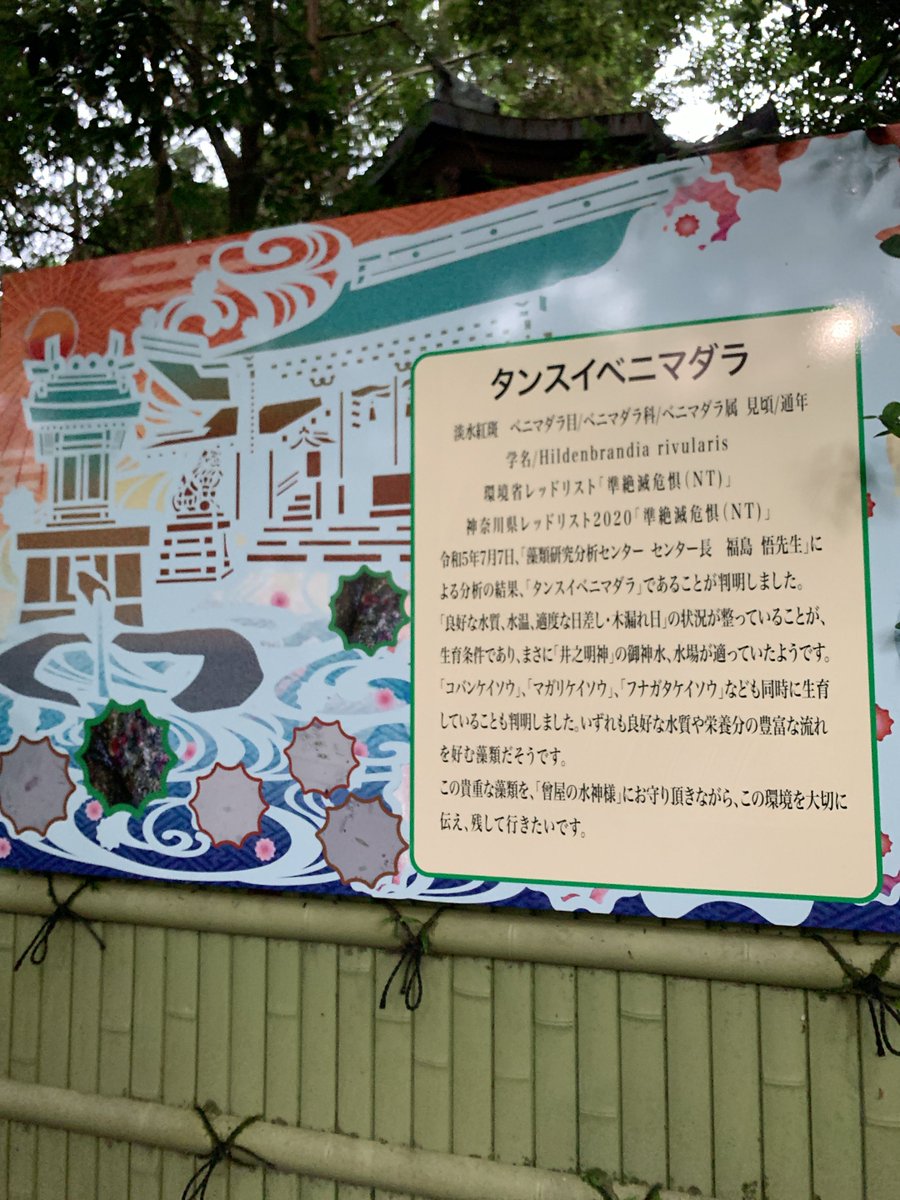 タンスイベニマダラ
淡水紅斑 ベニマダラ目/ベニマダラ科/ベニマダラ属 見頃/通年
学名/Hildenbrandia rivularis
環境省レッドリスト「準絶滅危惧(NT)」
神奈川県レッドリスト2020「準絶滅危惧(NT)」
令和5年7月7日、「藻類研究分析センター センター長 福島 悟先生」に
よる分析の結果、「タンスイベニマダラ」であることが判明しました。
「良好な水質、水温、適度な日差し・木漏れ日」の状況が整っていることが、
生育条件であり、まさに「井之明神」の御神水、水場が適っていたようです。
「コバンケイソウ」、「マガリケイソウ」、「フナガタケイソウ」なども同時に生育
していることも判明しました。いずれも良好な水質や栄養分の豊富な流れ
を好む藻類だそうです。
この貴重な藻類を、「曾屋の水神様」にお守り頂きながら、この環境を大切に
伝え、残して行きたいです。